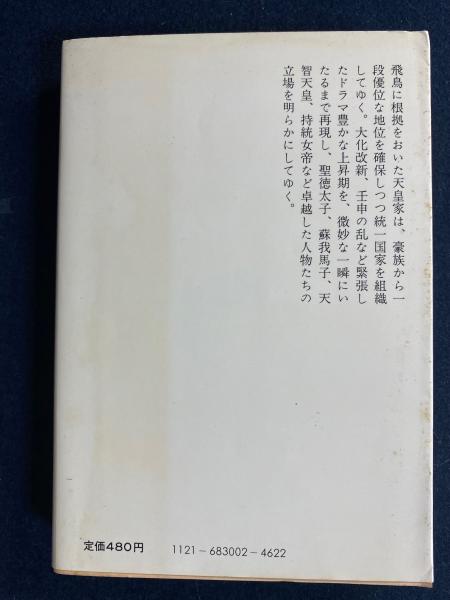 飛鳥に根拠をおいた天皇家は、豪族から一
段優位な地位を確保しつつ統一国家を組織
してゆく。大化改新、壬申の乱など緊張し
たドラマ豊かな上昇期を、微妙な一瞬にい
たるまで再現し、聖徳太子、蘇我馬子、天
智天皇、持統女帝など卓越した人物たちの
立場を明らかにしてゆく。
定価480円
1121－683002－4622